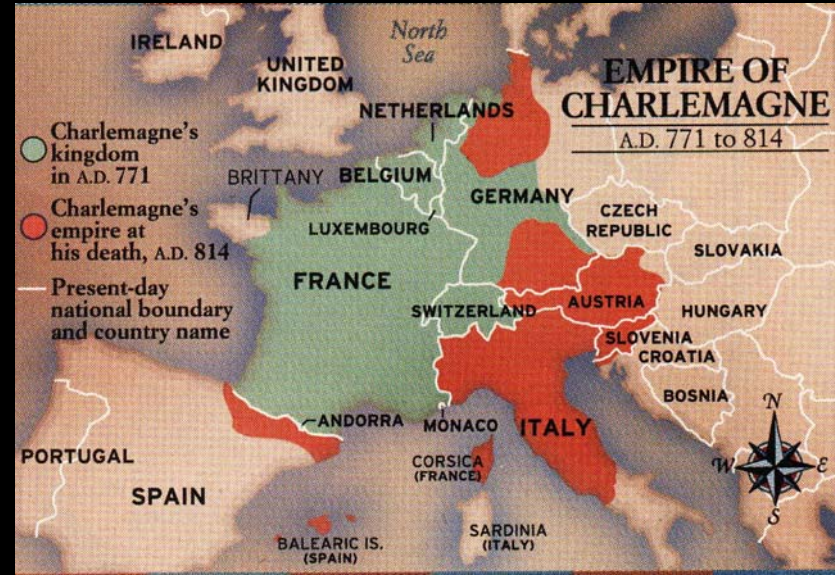 North
Sea
IRELAND
UNITED
KINGDOM
EMPIRE OF
CHARLEMAGNE
A.D. 771 to 814
NETHERLANDS
Charlemagne's
kingdom
in A.D. 771
BRITTANY
BELGIUM
GERMANY
Charlemagne's
empire at
his death, A.D. 814
LUXEMBOURG
CZECH
REPUBLIC
SLOVAKIA
Present-day
national boundary
and country name
FRANCE
SWITZERLAND
AUSTRIA
HUNGARY
SLOVENIA
CROATIA
BOSNIA
ANDORRA
MONACO
ITALY
N
W
E
S
PORTUGAL
SPAIN
CORSICA
(FRANCE)
BALEARIC IS.
(SPAIN)
SARDINIA
(ITALY)